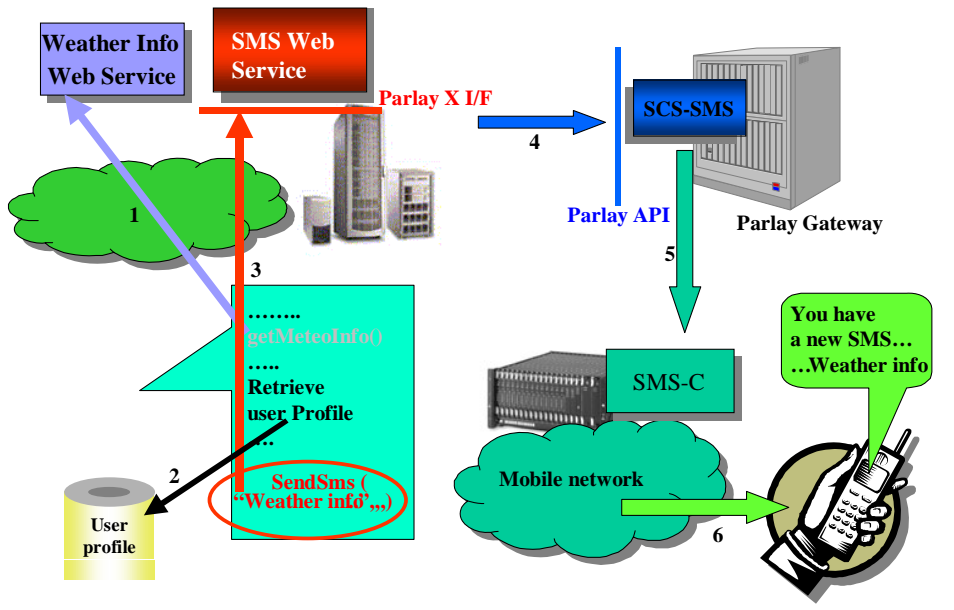 Weather Info
Web Service
SMS Web
Service
Parlay X I/F
4
SCS-SMS
Parlay API
Parlay Gateway
1
3
5
……..
getMeteoInfo()
…..
Retrieve
user Profile
….
SendSms (
“Weather info”,,,)
2
User
profile
SMS-C
Mobile network
6
You have
a new SMS…
…Weather info